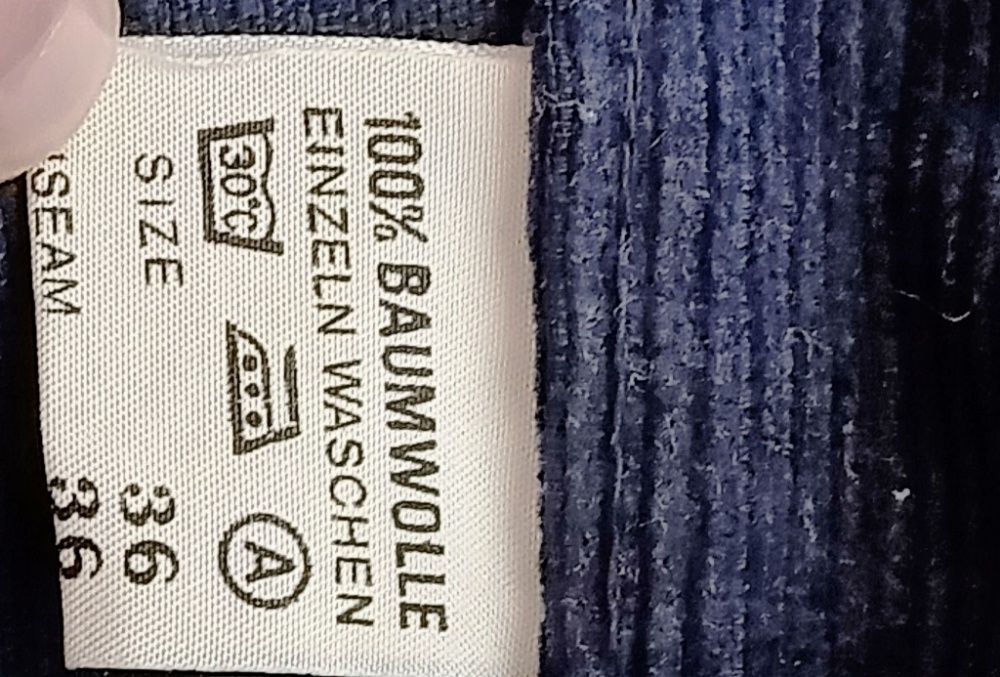 100% BAUMWOLLE
EINZELN WASCHEN
30°C A
SIZE 36
SEAM 36